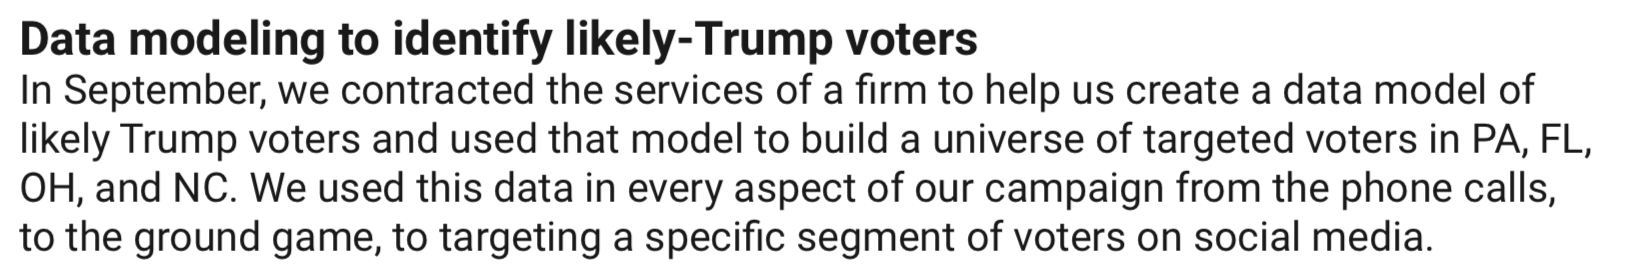 Data modeling to identify likely-Trump voters
In September, we contracted the services of a firm to help us create a data model of
likely Trump voters and used that model to build a universe of targeted voters in PA, FL,
OH, and NC. We used this data in every aspect of our campaign from the phone calls,
to the ground game, to targeting a specific segment of voters on social media.